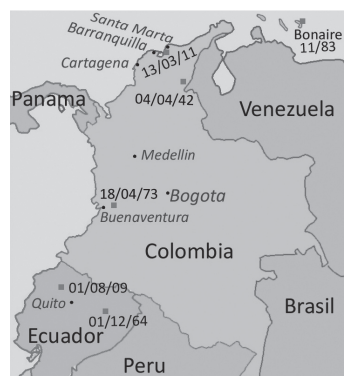 Santa Marta
Barranquilla
Bonaire
11/83
Cartagena
13/03/11
Panama
04/04/42
Venezuela
Medellin
18/04/73
Bogota
Buenaventura
Colombia
01/08/09
Quito
Brasil
01/12/64
Ecuador
Peru